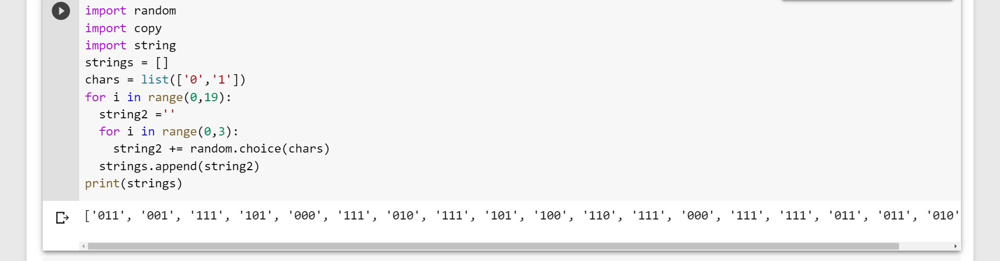 import random
import copy
import string
strings = []
chars = list(['0','1'])
for i in range(0,19):
  string2 =''
  for i in range(0,3):
    string2 += random.choice(chars)
  strings.append(string2)
print(strings)
['011', '001', '111', '101', '000', '111', '010', '111', '101', '100', '110', '111', '000', '111', '111', '011', '011', '010'